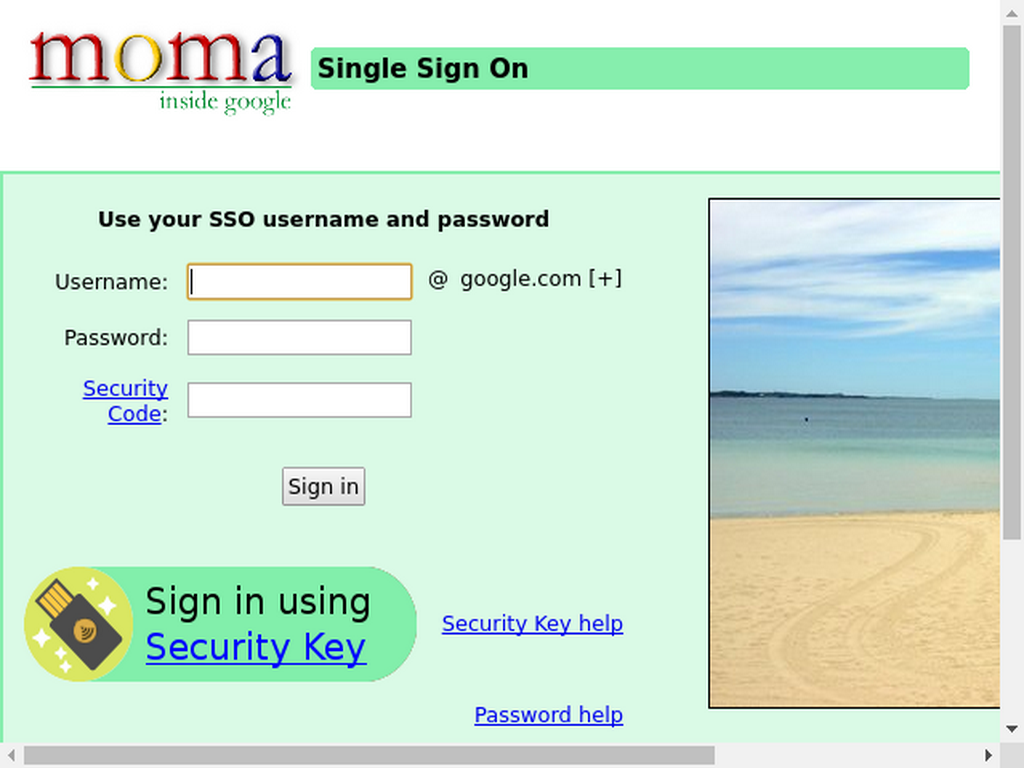 moma
inside google
Single Sign On
Use your SSO username and password
Username:
@ google.com [+]
Password:
Security
Code:
Sign in
Sign in using
Security Key
Security Key help
Password help